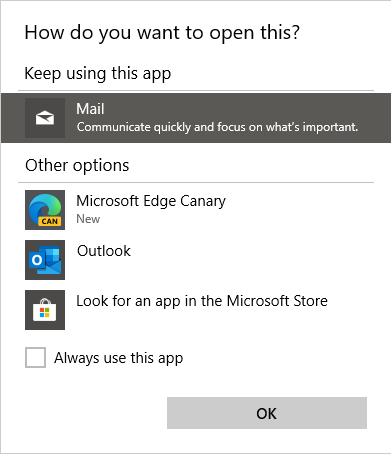 How do you want to open this?
Keep using this app
Mail
Communicate quickly and focus on what's important.
Other options
CAN
Microsoft Edge Canary
New
O
Outlook
Look for an app in the Microsoft Store
Always use this app
OK